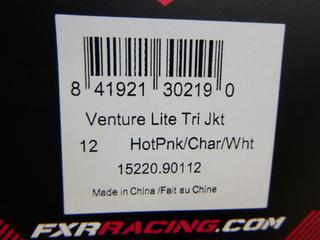 8 41921 30219 0
Venture Lite Tri Jkt
12 HotPnk/Char/Wht
15220.90112
Made in China /Fait au Chine
FXRRACING.COM